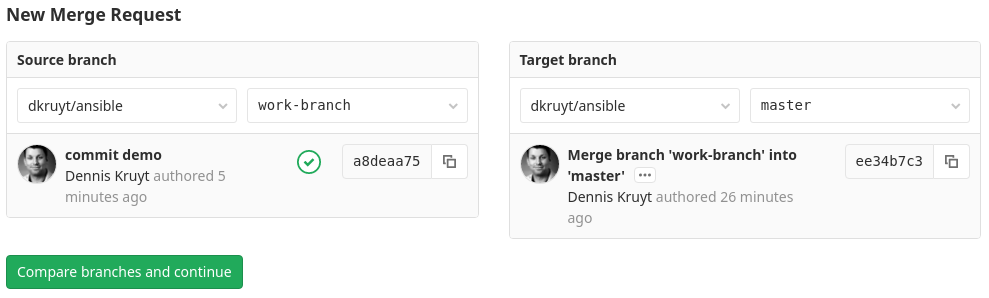 New Merge Request
Source branch
dkruyt/ansible
work-branch
commit demo
Dennis Kruyt authored 5
minutes ago
a8deaa75
Target branch
dkruyt/ansible
master
Merge branch 'work-branch' into
'master' ...
Dennis Kruyt authored 26 minutes
ago
ee34b7c3
Compare branches and continue